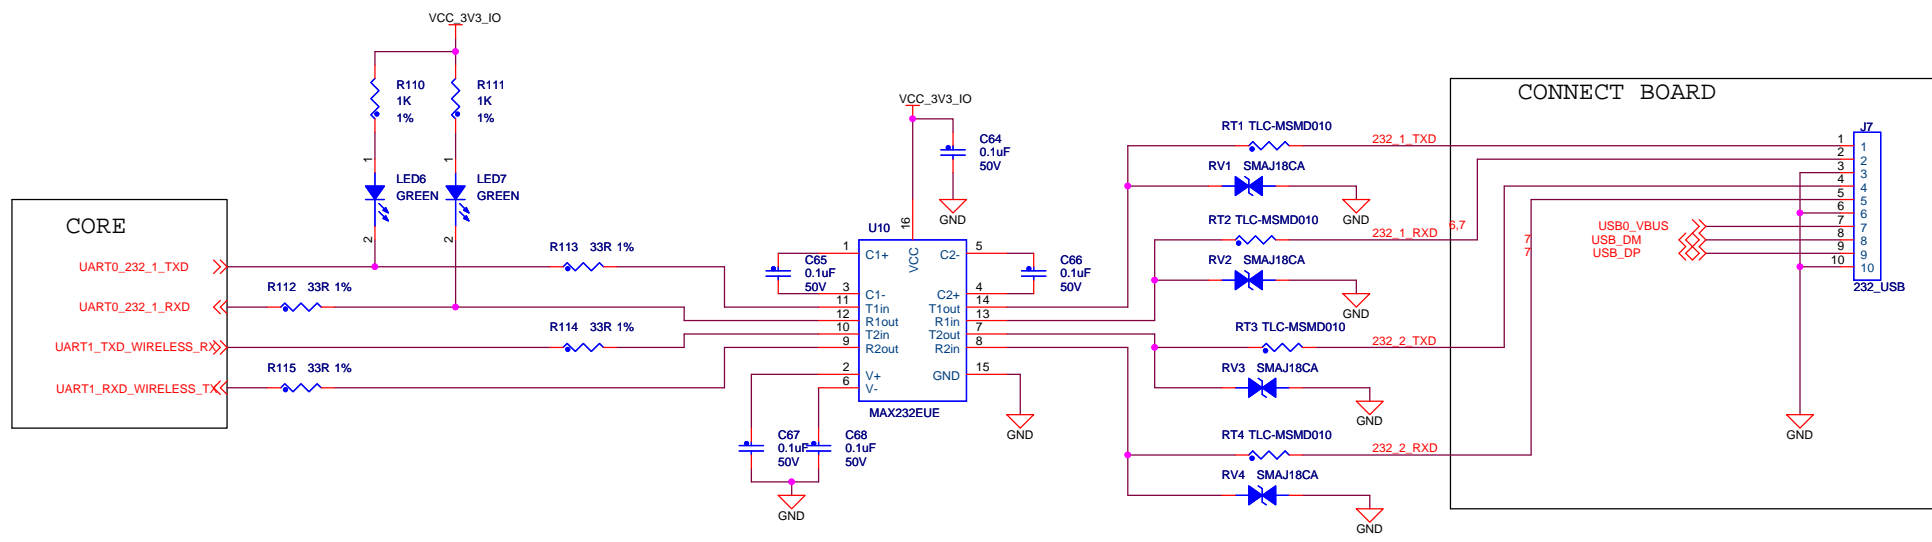 VCC_3V3_IO
R110
1K
1%
R111
1K
1%
1
1
LED6
GREEN
LED7
GREEN
2
2
CORE
UART0_232_1_TXD
UART0_232_1_RXD
UART1_TXD_WIRELESS_RX
UART1_RXD_WIRELESS_TX
R113 33R 1%
R112 33R 1%
R114 33R 1%
R115 33R 1%
VCC_3V3_IO
C64
0.1uF
50V
GND
U10
16
VCC
1
C1+
C2-
5
C65
0.1uF
50V
C66
0.1uF
50V
3
C1-
C2+
4
11
T1in
T1out
14
12
R1out
R1in
13
10
T2in
T2out
7
9
R2out
R2in
8
2
V+
GND
15
6
V-
MAX232EUE
GND
C67
0.1uF
50V
C68
0.1uF
50V
GND
RT1 TLC-MSMD010
232_1_TXD
RV1 SMAJ18CA
GND
RT2 TLC-MSMD010
232_1_RXD
RV2 SMAJ18CA
GND
RT3 TLC-MSMD010
232_2_TXD
RV3 SMAJ18CA
GND
RT4 TLC-MSMD010
232_2_RXD
RV4 SMAJ18CA
GND
CONNECT BOARD
6,7
7
7
USB0_VBUS
USB_DM
USB_DP
J7
1 1
2 2
3 3
4 4
5 5
6 6
7 7
8 8
9 9
10 10
232_USB
GND